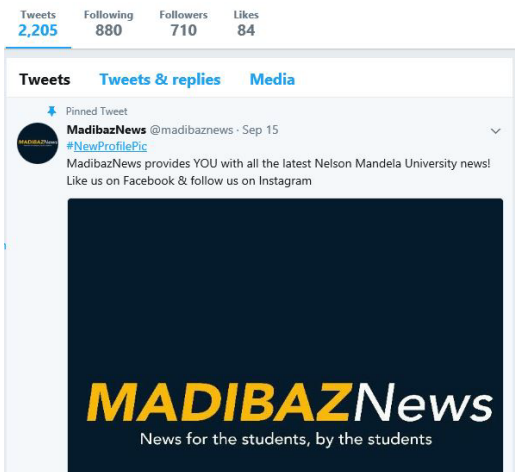 Tweets Following Followers Likes
2,205 880 710 84
Tweets Tweets & replies Media
Pinned Tweet
MadibazNews @madibaznews · Sep 15
#NewProfilePic
MadibazNews provides YOU with all the latest Nelson Mandela University news!
Like us on Facebook & follow us on Instagram
MADIBAZNews
MADIBAZNews
News for the students, by the students